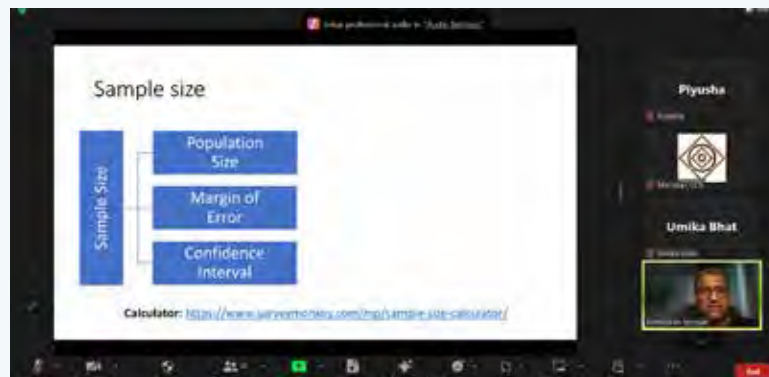 Sample size
Sample Size
Population
Size
Margin of
Error
Confidence
Interval
Calculator: https://www.surveymonkey.com/mp/sample-size-calculator/
Piyusha
Umika Bhat
End